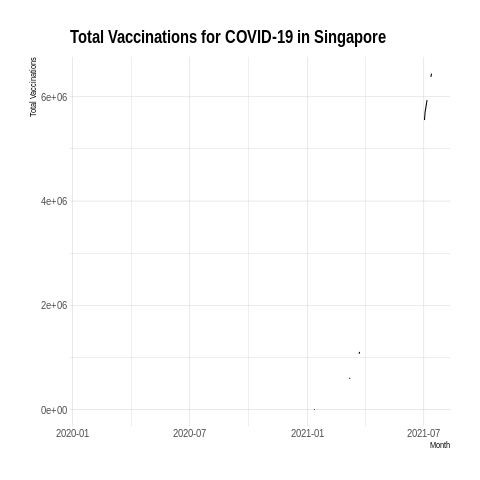 Total Vaccinations for COVID-19 in Singapore
Total Vaccinations
6e+06
4e+06
2e+06
0e+00
2020-01 2020-07 2021-01 2021-07
Month